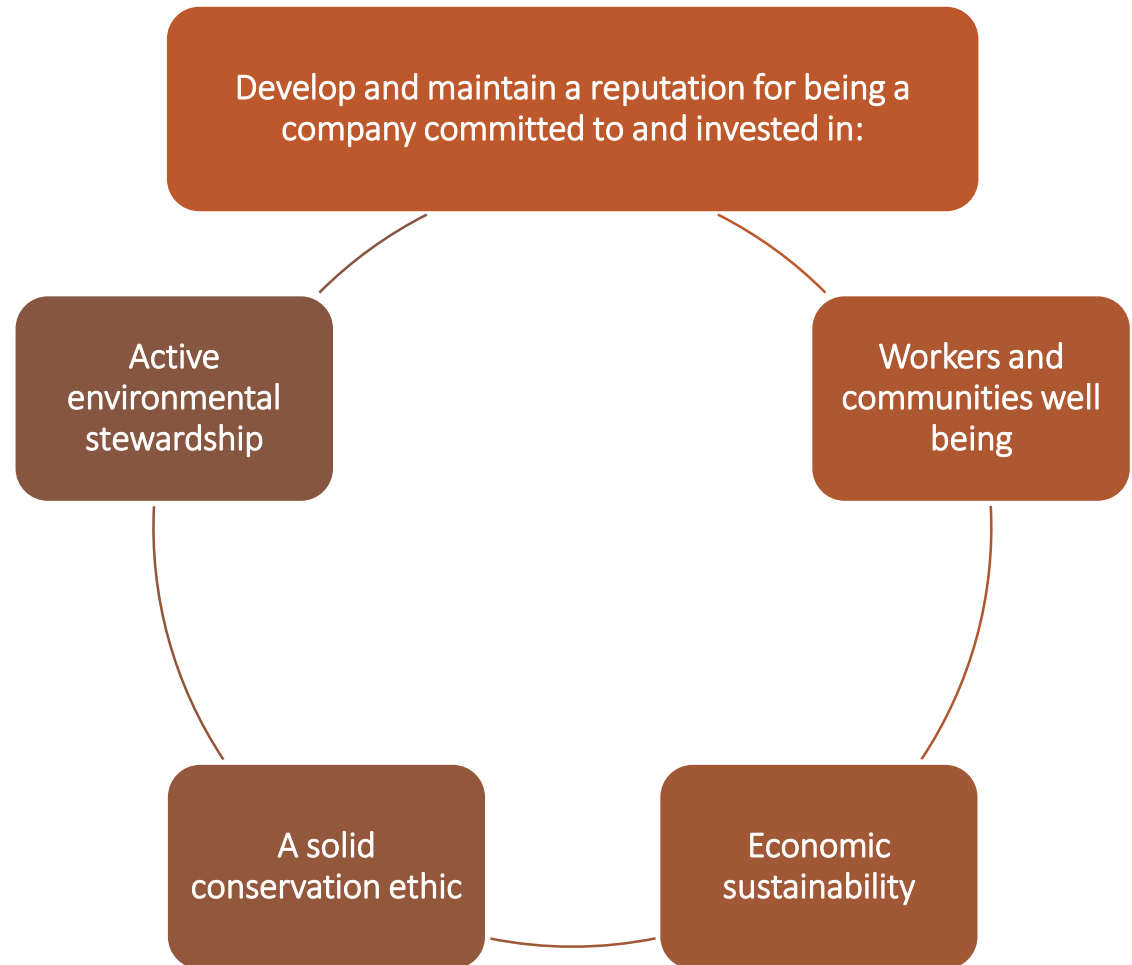 Develop and maintain a reputation for being a
company committed to and invested in:
Workers and
communities well
being
Economic
sustainability
A solid
conservation ethic
Active
environmental
stewardship